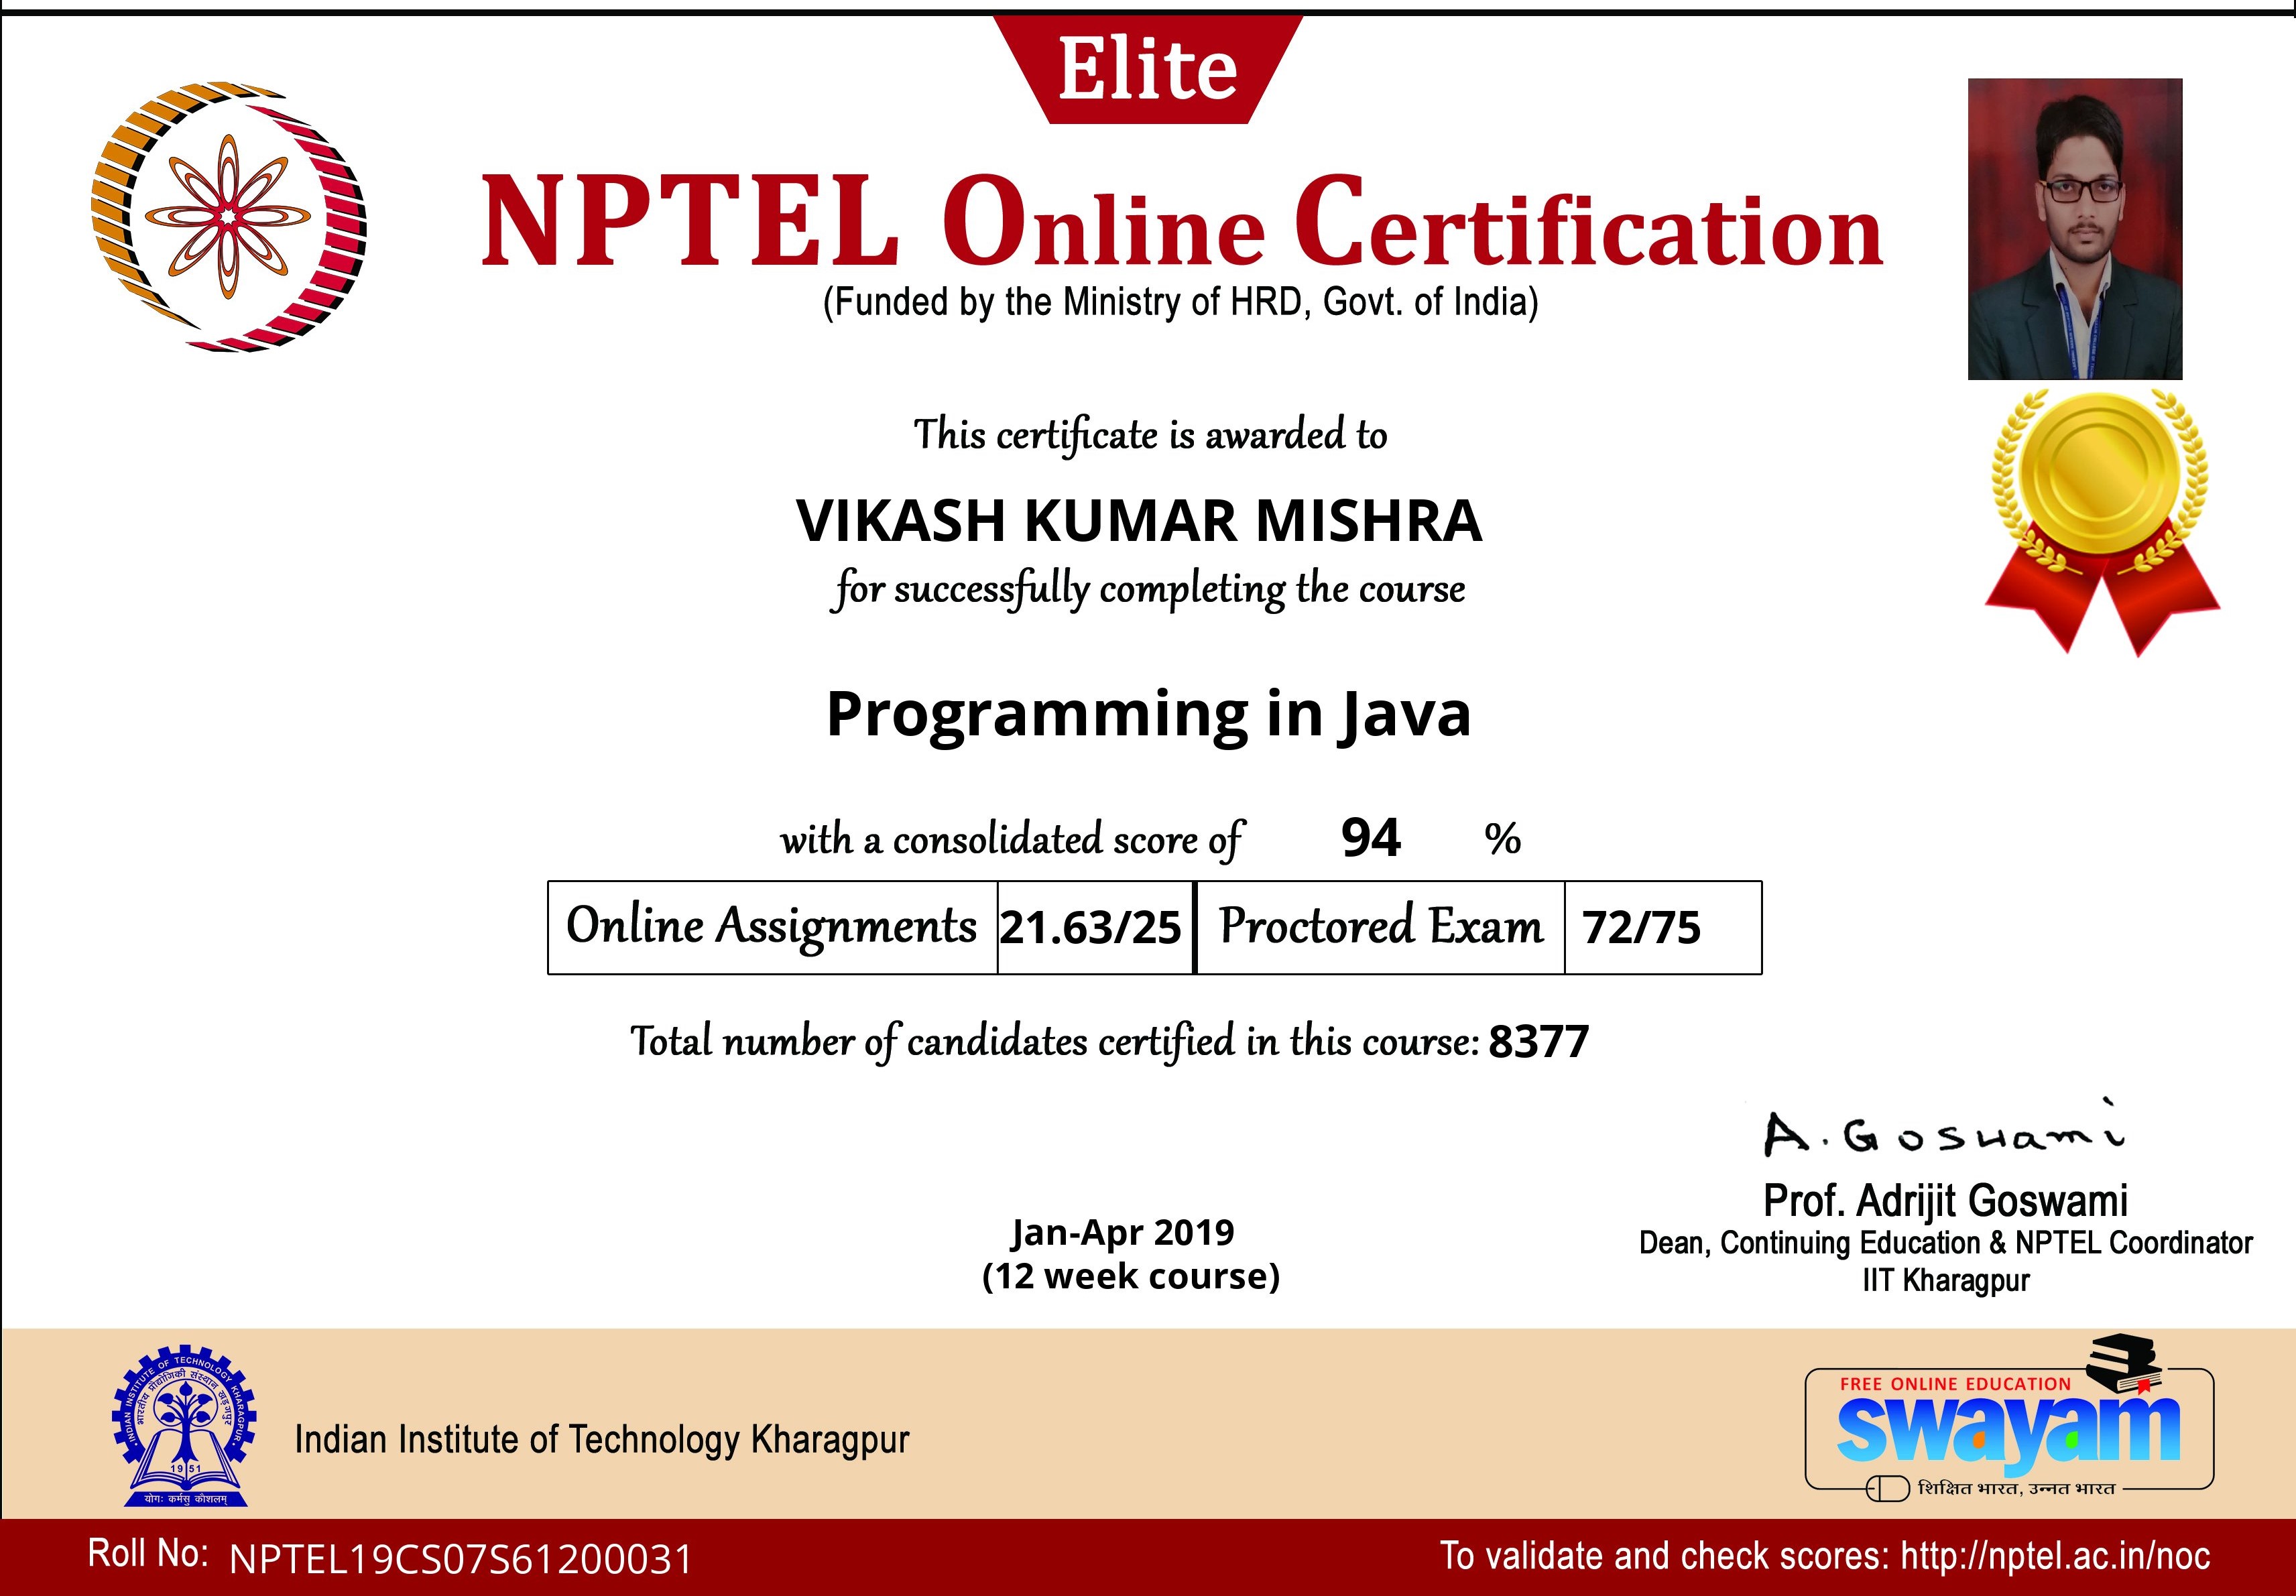 Elite
NPTEL Online Certification
(Funded by the Ministry of HRD, Govt. of India)
This certificate is awarded to
VIKASH KUMAR MISHRA
for successfully completing the course
Programming in Java
with a consolidated score of 94 %
Online Assignments 21.63/25 Proctored Exam 72/75
Total number of candidates certified in this course: 8377
A. Goswami
Prof. Adrijit Goswami
Dean, Continuing Education & NPTEL Coordinator
IIT Kharagpur
Jan-Apr 2019
(12 week course)
INDIAN INSTITUTE OF TECHNOLOGY KHARAGPUR
भारतीय प्रौद्योगिकी संस्थान खड़गपुर
1951
योगः कर्मसु कौशलम्
Indian Institute of Technology Kharagpur
FREE ONLINE EDUCATION
swayam
शिक्षित भारत, उन्नत भारत
Roll No: NPTEL19CS07S61200031
To validate and check scores: http://nptel.ac.in/noc